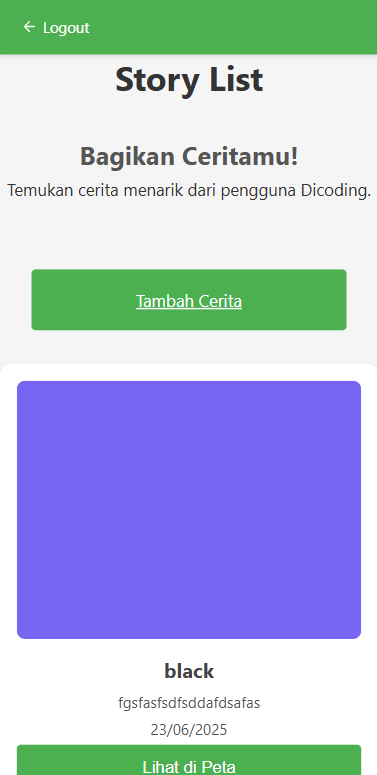 Logout
Story List
Bagikan Ceritamu!
Temukan cerita menarik dari pengguna Dicoding.
Tambah Cerita
black
fgsfasfsdfsddafdsafas
23/06/2025
Lihat di Peta